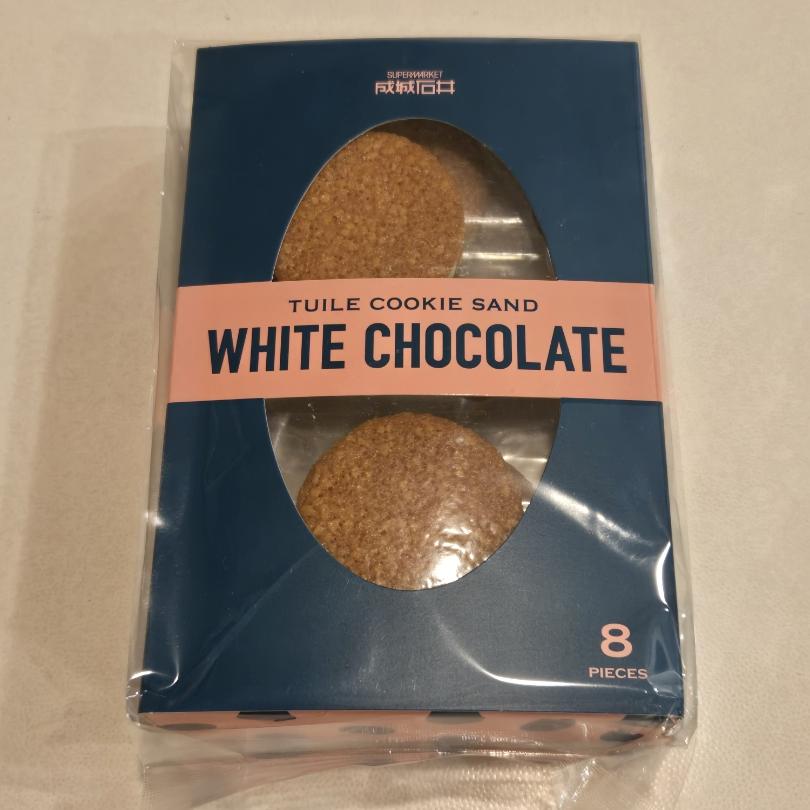 SUPERMARKET
成城石井
TUILE COOKIE SAND
WHITE CHOCOLATE
8
PIECES